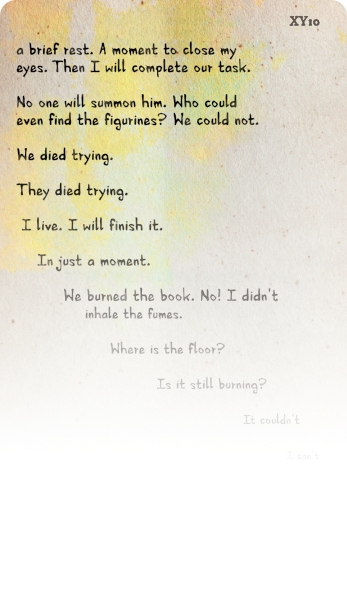 XY10
a brief rest. A moment to close my
eyes. Then I will complete our task.
No one will summon him. Who could
even find the figurines? We could not.
We died trying.
They died trying.
I live. I will finish it.
In just a moment.
We burned the book. No! I didn't
inhale the fumes.
Where is the floor?
Is it still burning?
It couldn't
I can't